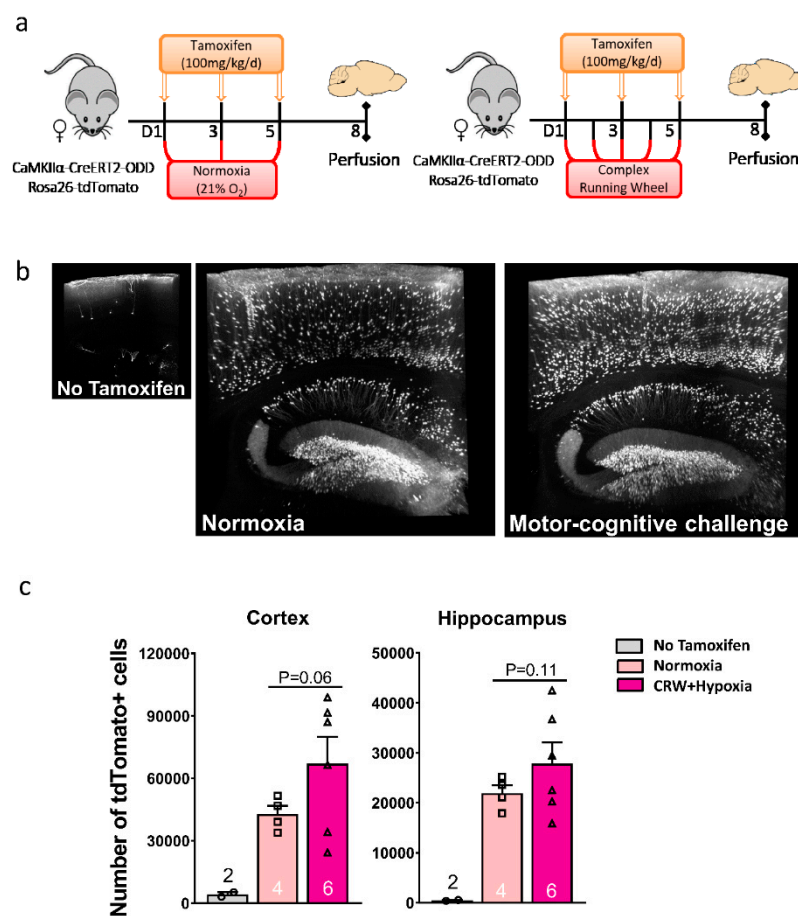 a
Tamoxifen
(100mg/kg/d)
D1 3 5 8
Perfusion
♀
CaMKIIα-CreERT2-ODD
Rosa26-tdTomato
Normoxia
(21% O₂)
Tamoxifen
(100mg/kg/d)
D1 3 5 8
Perfusion
♀
CaMKIIα-CreERT2-ODD
Rosa26-tdTomato
Complex
Running Wheel
b
No Tamoxifen
Normoxia
Motor-cognitive challenge
c
Cortex
Number of tdTomato+ cells
120000
90000
60000
30000
0
P=0.06
2
4
6
Hippocampus
50000
40000
30000
20000
10000
0
P=0.11
2
4
6
No Tamoxifen
Normoxia
CRW+Hypoxia